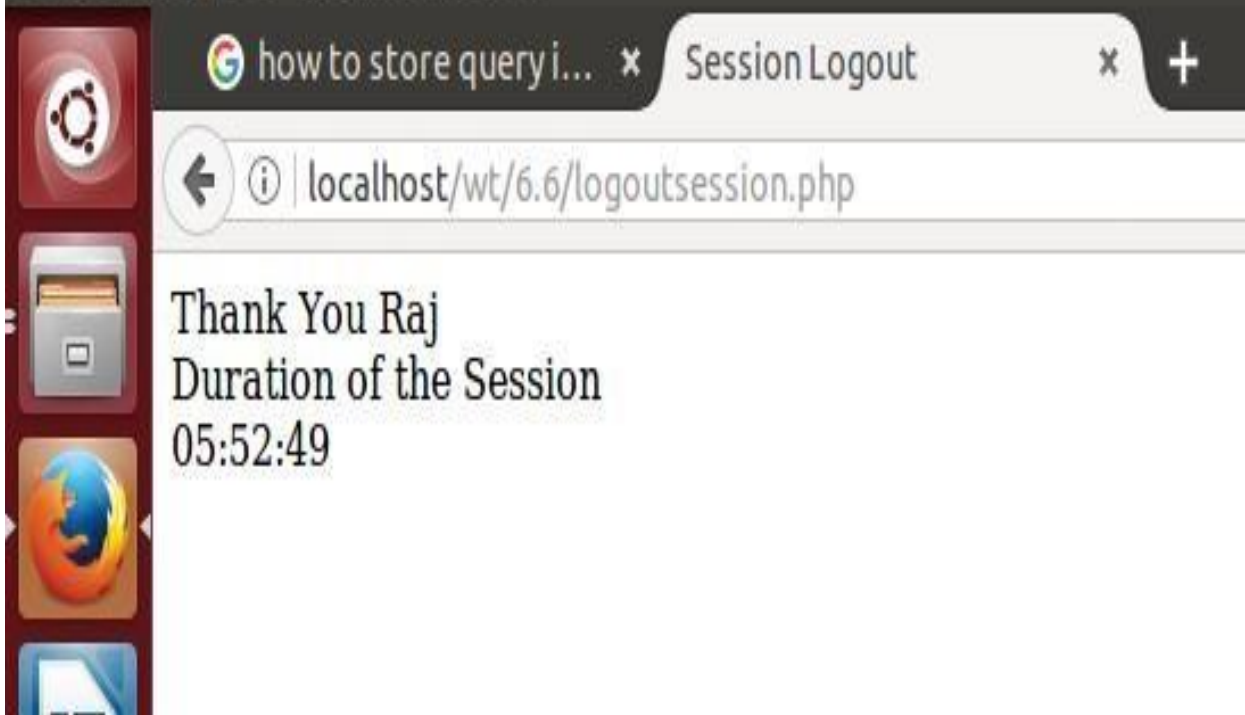 how to store query i...
Session Logout
localhost/wt/6.6/logoutsession.php
Thank You Raj
Duration of the Session
05:52:49